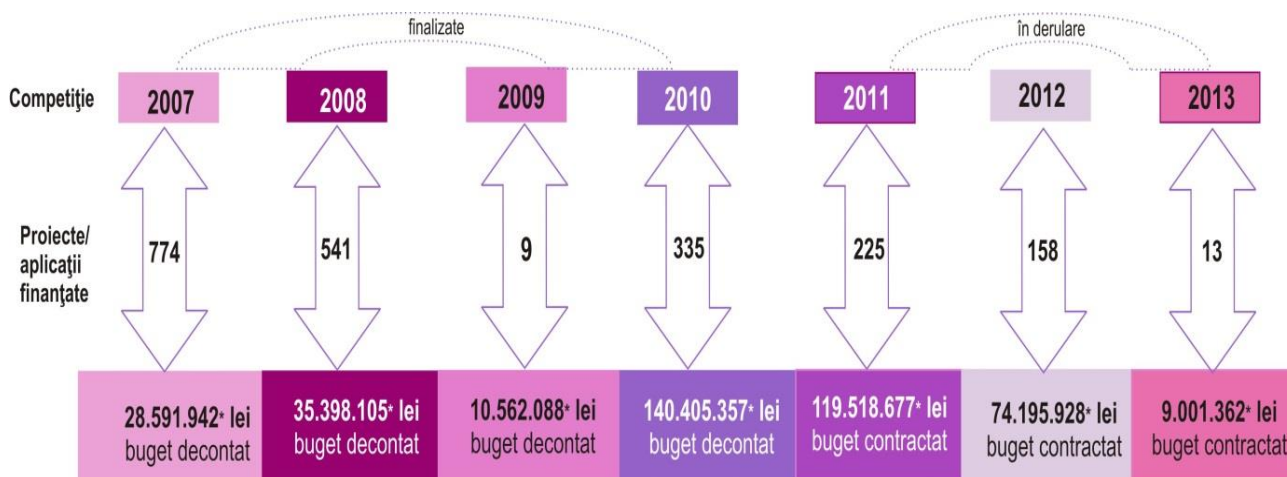 finalizate
în derulare
Competiţie
2007
2008
2009
2010
2011
2012
2013
Proiecte/
aplicaţii
finanţate
774
541
9
335
225
158
13
28.591.942* lei
buget decontat
35.398.105* lei
buget decontat
10.562.088* lei
buget decontat
140.405.357* lei
buget decontat
119.518.677* lei
buget contractat
74.195.928* lei
buget contractat
9.001.362* lei
buget contractat